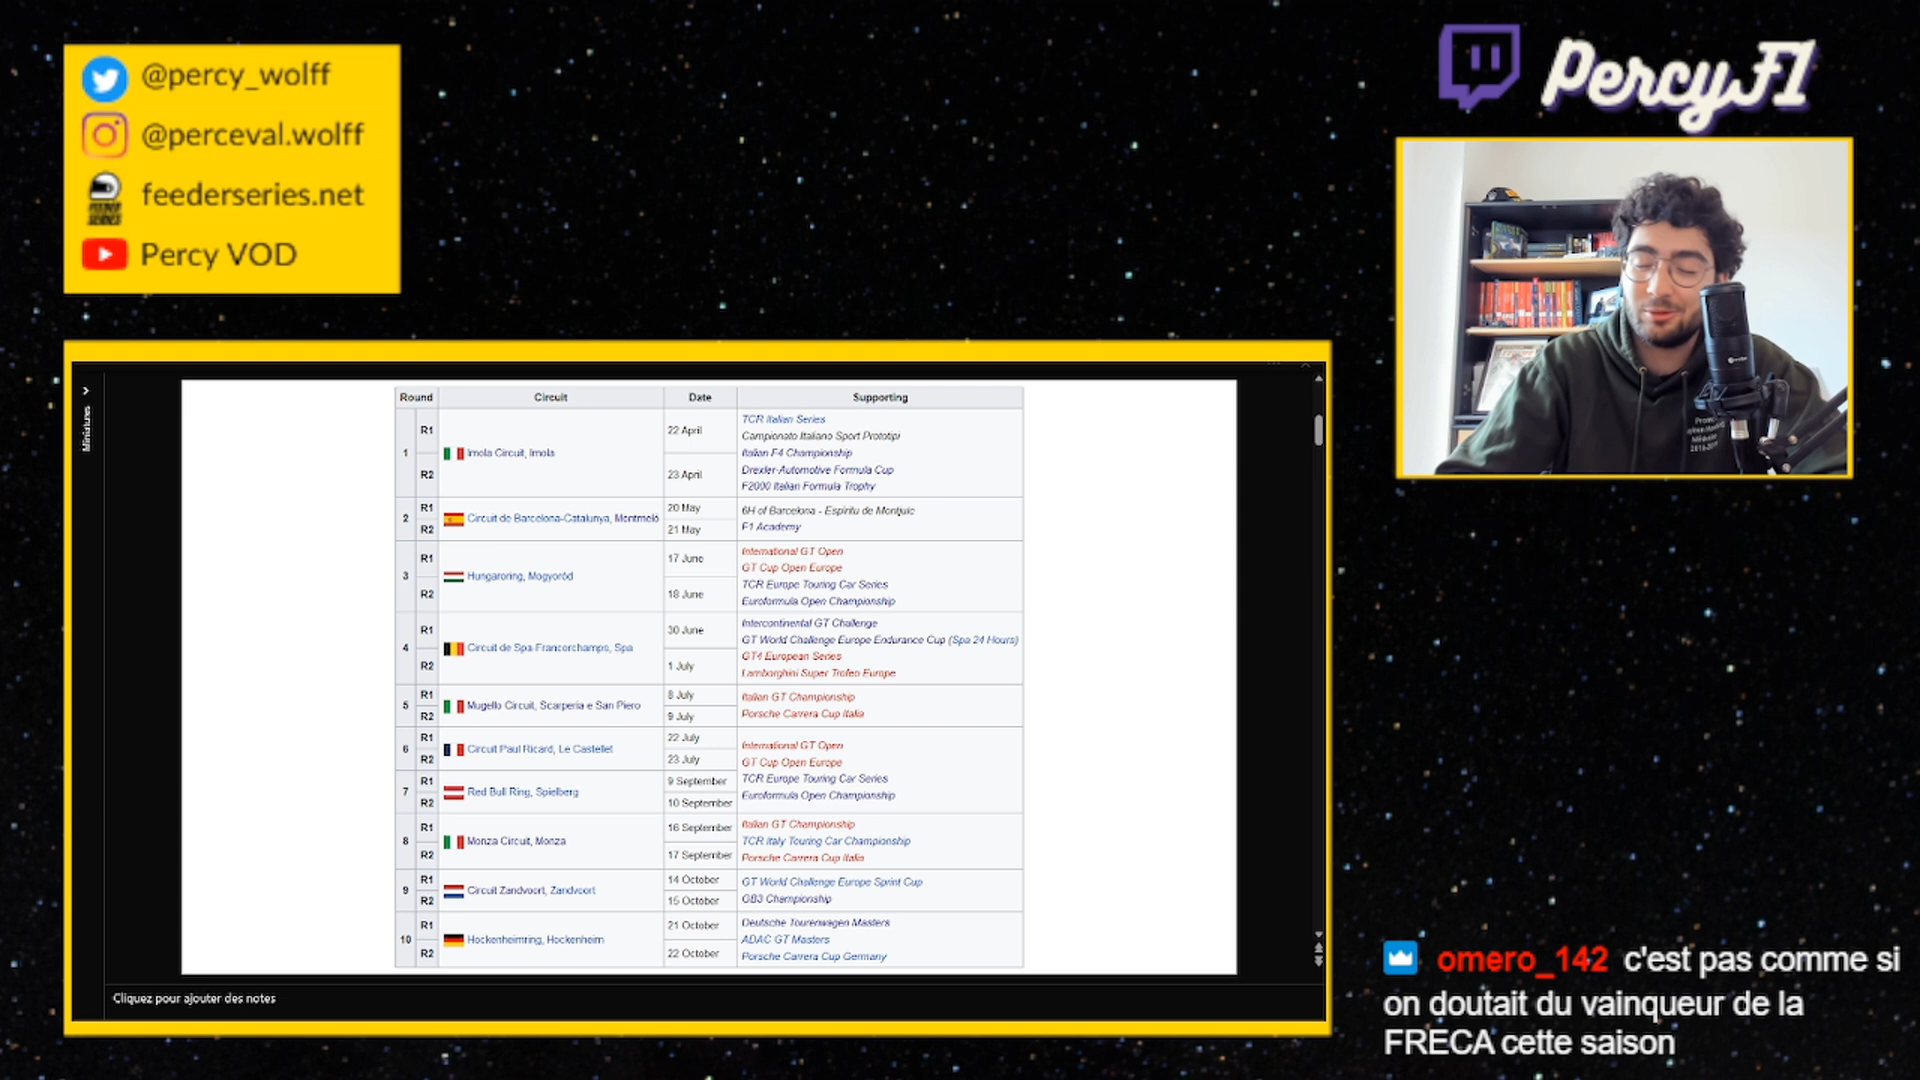 @percy_wolff
@perceval.wolff
feederseries.net
Percy VOD
PercyF1
Miniatures
Round Circuit Date Supporting
1 R1 Imola Circuit, Imola 22 April TCR Italian Series
Campionato Italiano Sport Prototipi
Italian F4 Championship
R2 23 April Drexler-Automotive Formula Cup
F2000 Italian Formula Trophy
2 R1 Circuit de Barcelona-Catalunya, Montmeló 20 May 6H of Barcelona - Espíritu de Montjuïc
R2 21 May F1 Academy
3 R1 Hungaroring, Mogyoród 17 June International GT Open
GT Cup Open Europe
R2 18 June TCR Europe Touring Car Series
Euroformula Open Championship
4 R1 Circuit de Spa-Francorchamps, Spa 30 June Intercontinental GT Challenge
GT World Challenge Europe Endurance Cup (Spa 24 Hours)
R2 1 July GT4 European Series
Lamborghini Super Trofeo Europe
5 R1 Mugello Circuit, Scarperia e San Piero 8 July Italian GT Championship
R2 9 July Porsche Carrera Cup Italia
6 R1 Circuit Paul Ricard, Le Castellet 22 July International GT Open
R2 23 July GT Cup Open Europe
7 R1 Red Bull Ring, Spielberg 9 September TCR Europe Touring Car Series
R2 10 September Euroformula Open Championship
8 R1 Monza Circuit, Monza 16 September Italian GT Championship
TCR Italy Touring Car Championship
R2 17 September Porsche Carrera Cup Italia
9 R1 Circuit Zandvoort, Zandvoort 14 October GT World Challenge Europe Sprint Cup
R2 15 October GB3 Championship
10 R1 Hockenheimring, Hockenheim 21 October Deutsche Tourenwagen Masters
ADAC GT Masters
R2 22 October Porsche Carrera Cup Germany
Cliquez pour ajouter des notes
omero_142 c'est pas comme si
on doutait du vainqueur de la
FRECA cette saison